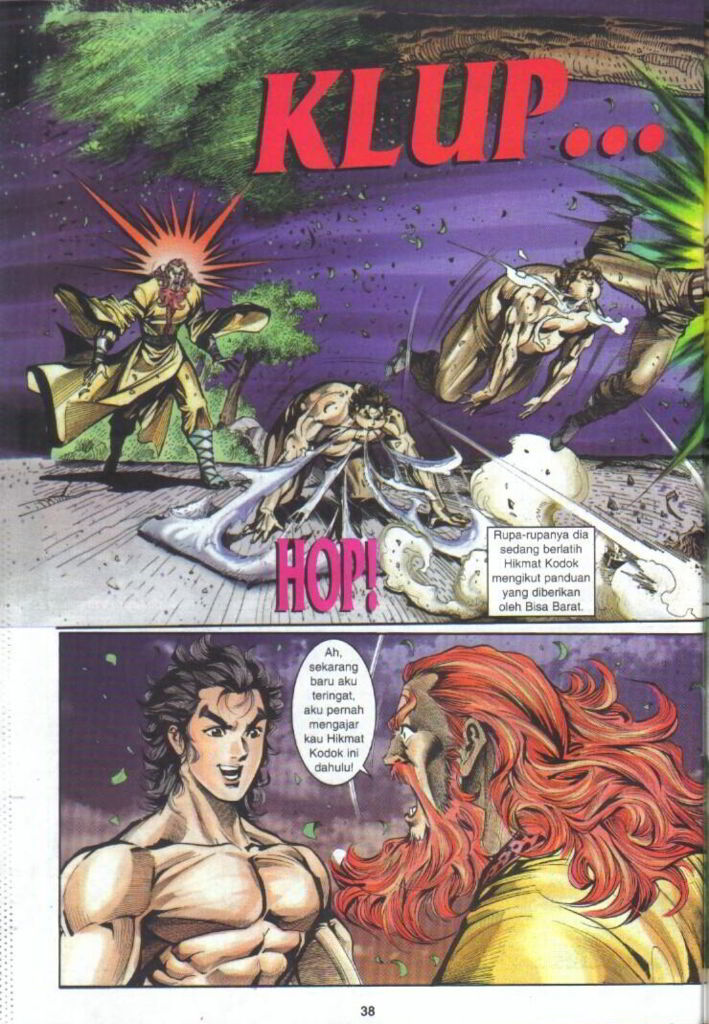 KLUP...
HOP!
Rupa-rupanya dia
sedang berlatih
Hikmat Kodok
mengikut panduan
yang diberikan
oleh Bisa Barat.
Ah,
sekarang
baru aku
teringat,
aku pernah
mengajar
kau Hikmat
Kodok ini
dahulu!
38